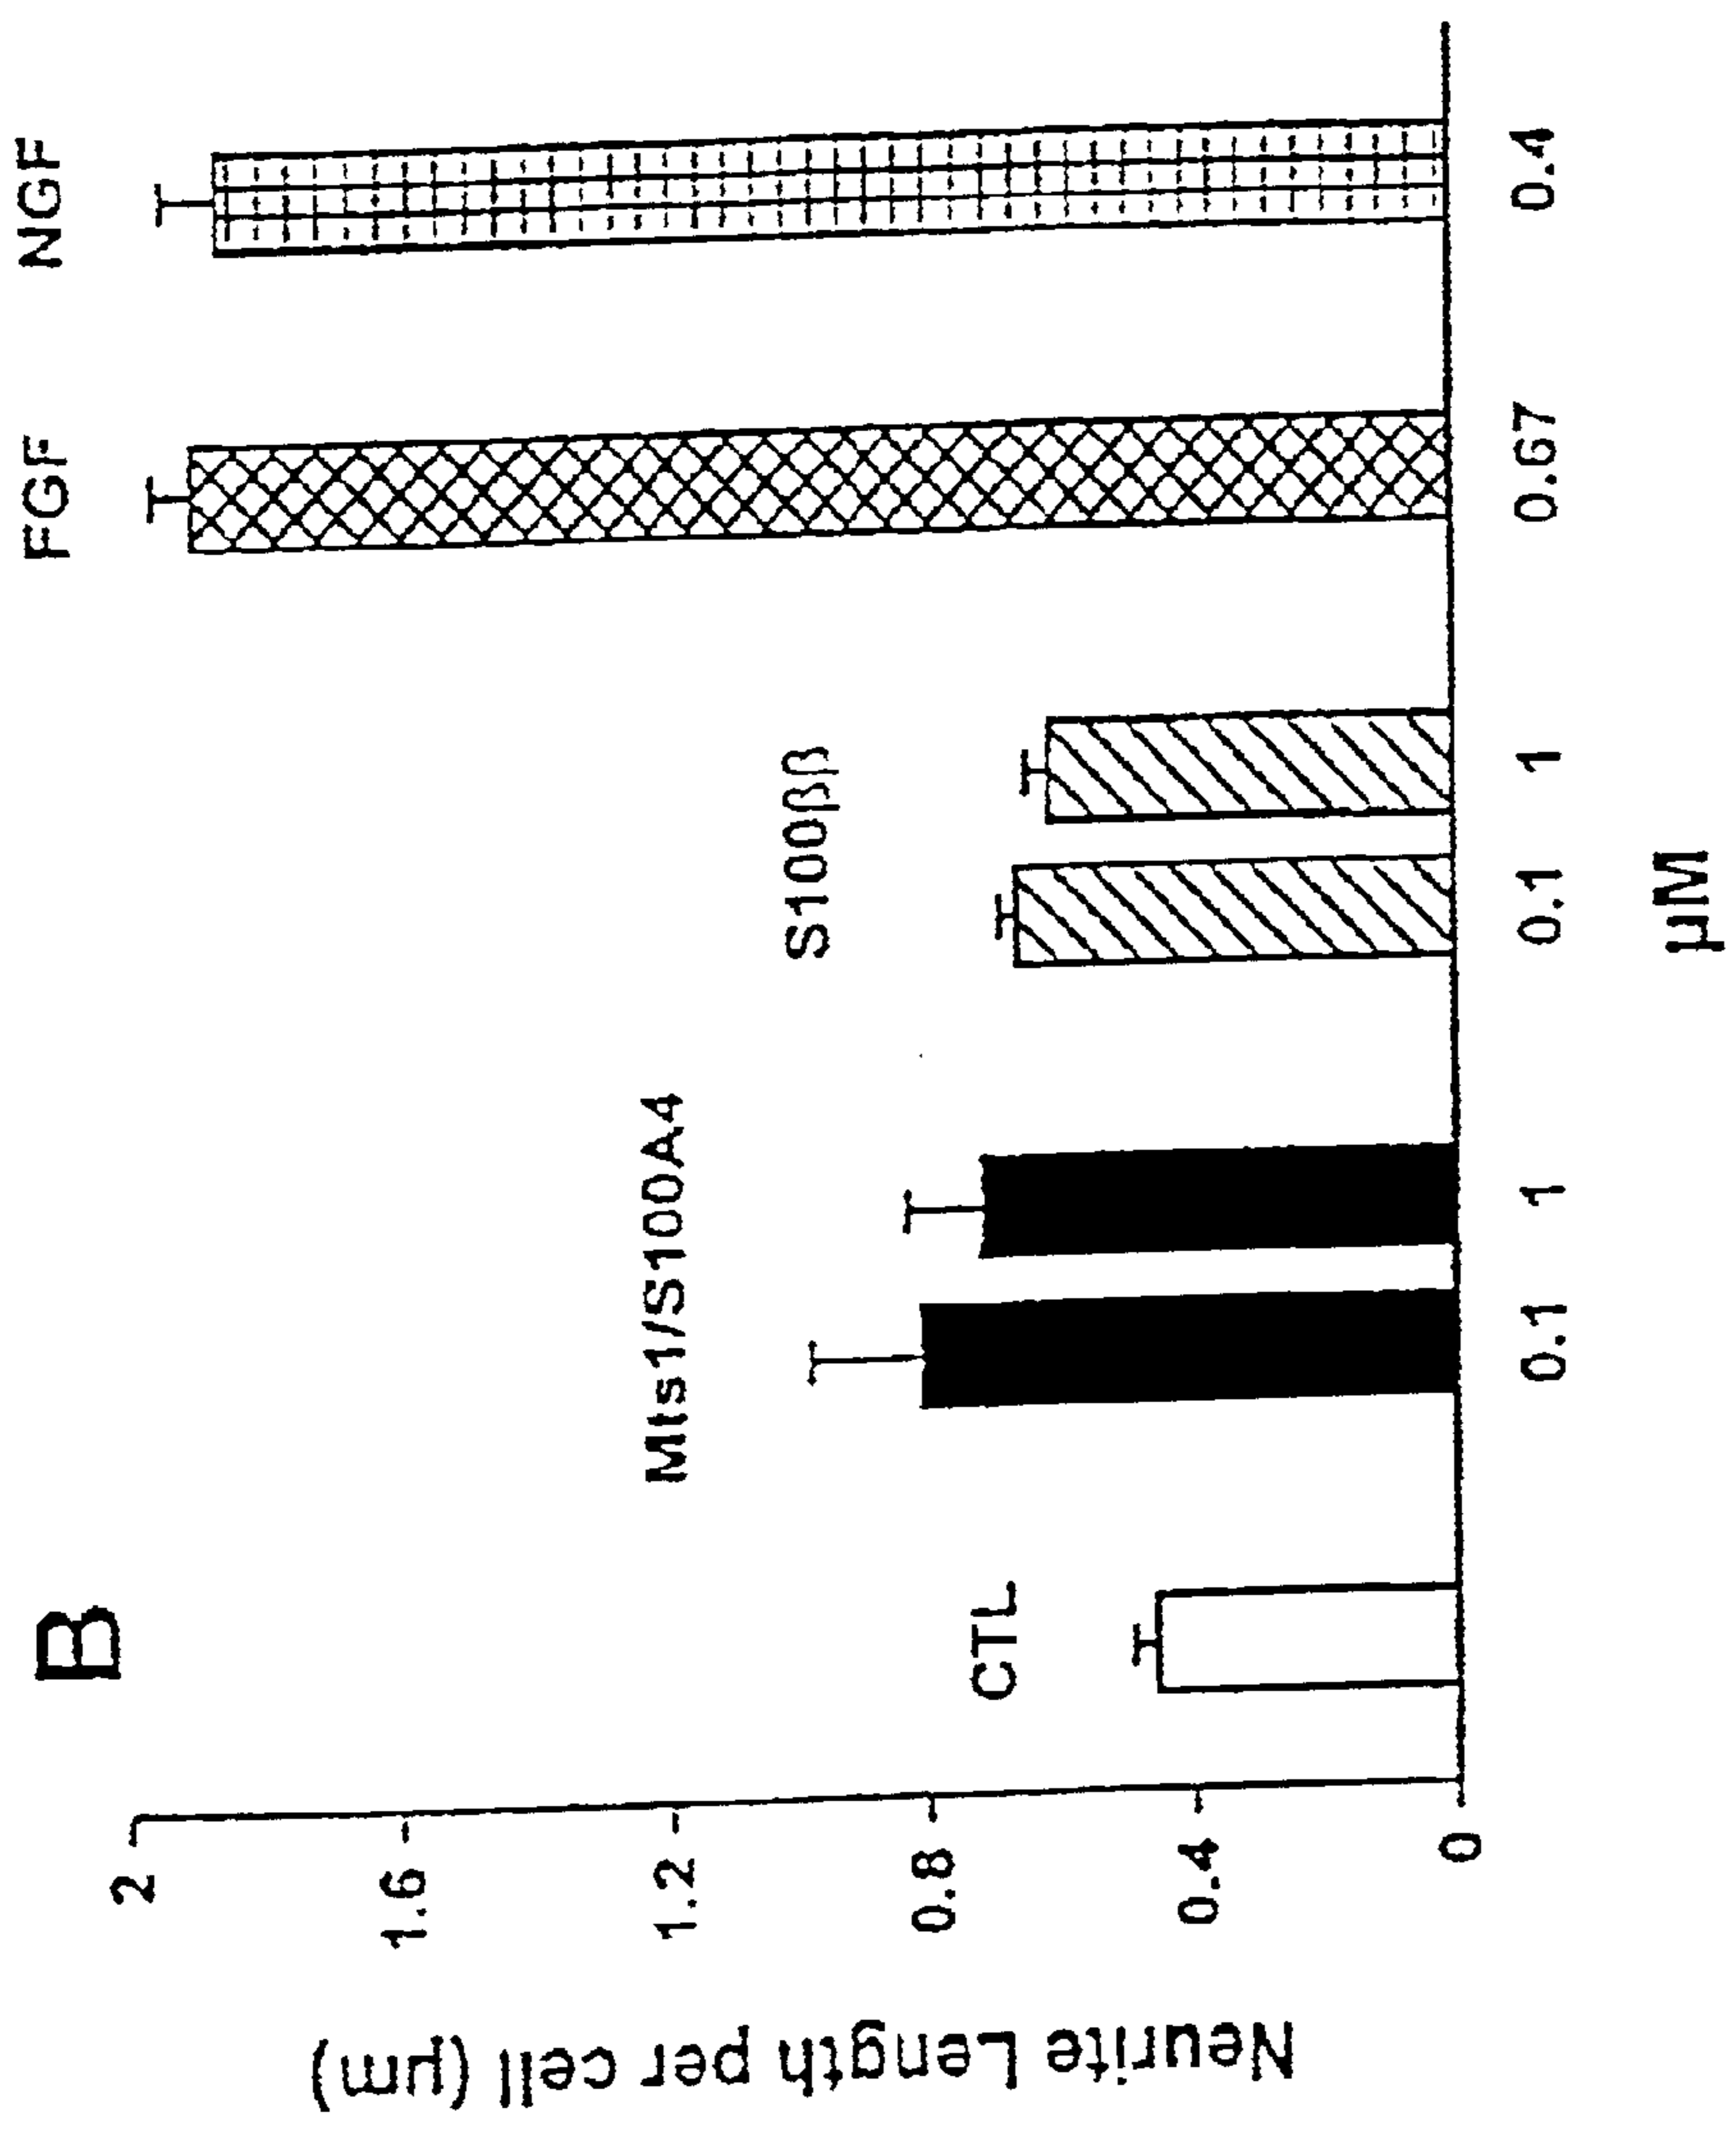 B
Neurite Length per cell (µm)
2
1.6
1.2
0.8
0.4
0
CTL
Mts1/S100A4
S100ββ
FGF
NGF
0.1 1 0.1 1 0.67 0.4
µM